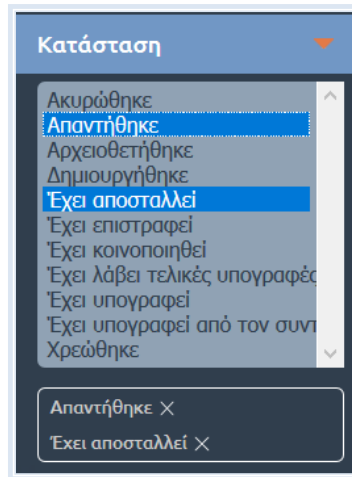 Κατάσταση
Ακυρώθηκε
Απαντήθηκε
Αρχειοθετήθηκε
Δημιουργήθηκε
Έχει αποσταλλεί
Έχει επιστραφεί
Έχει κοινοποιηθεί
Έχει λάβει τελικές υπογραφές
Έχει υπογραφεί
Έχει υπογραφεί από τον συντ
Χρεώθηκε
Απαντήθηκε ×
Έχει αποσταλλεί ×